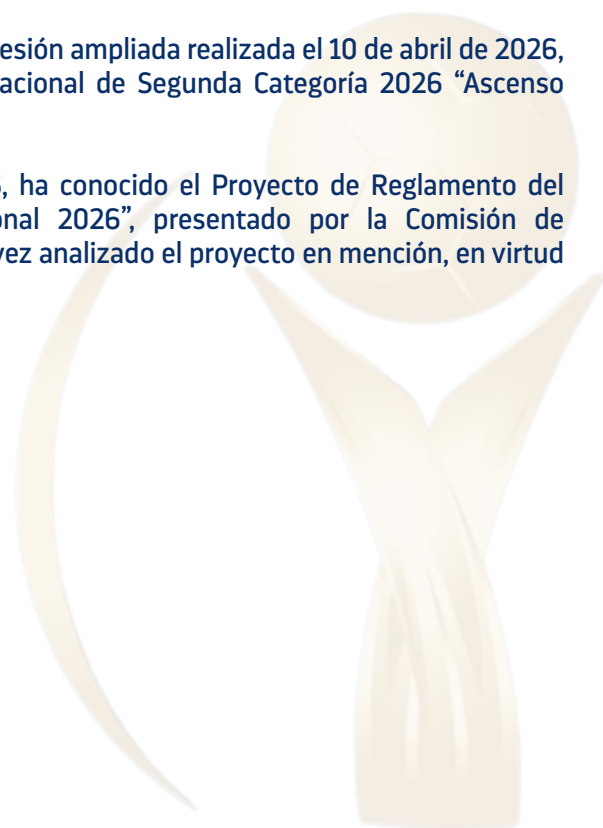 esión ampliada realizada el 10 de abril de 2026,
acional de Segunda Categoría 2026 “Ascenso
, ha conocido el Proyecto de Reglamento del
onal 2026”, presentado por la Comisión de
vez analizado el proyecto en mención, en virtud